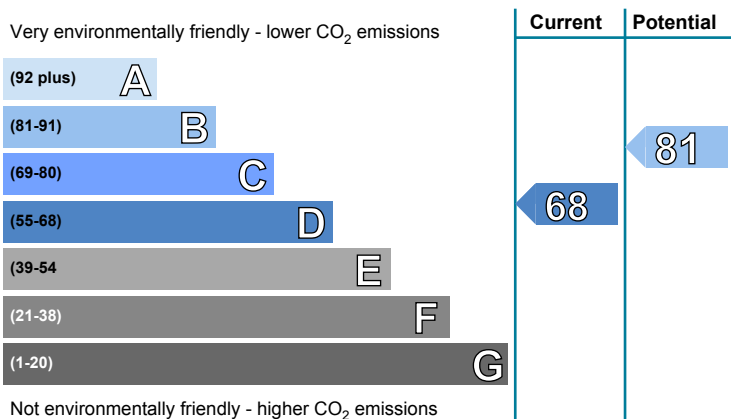 Current Potential
Very environmentally friendly - lower CO2 emissions
(92 plus) A
(81-91) B
81
(69-80) C
(55-68) D
68
(39-54 E
(21-38) F
(1-20) G
Not environmentally friendly - higher CO2 emissions